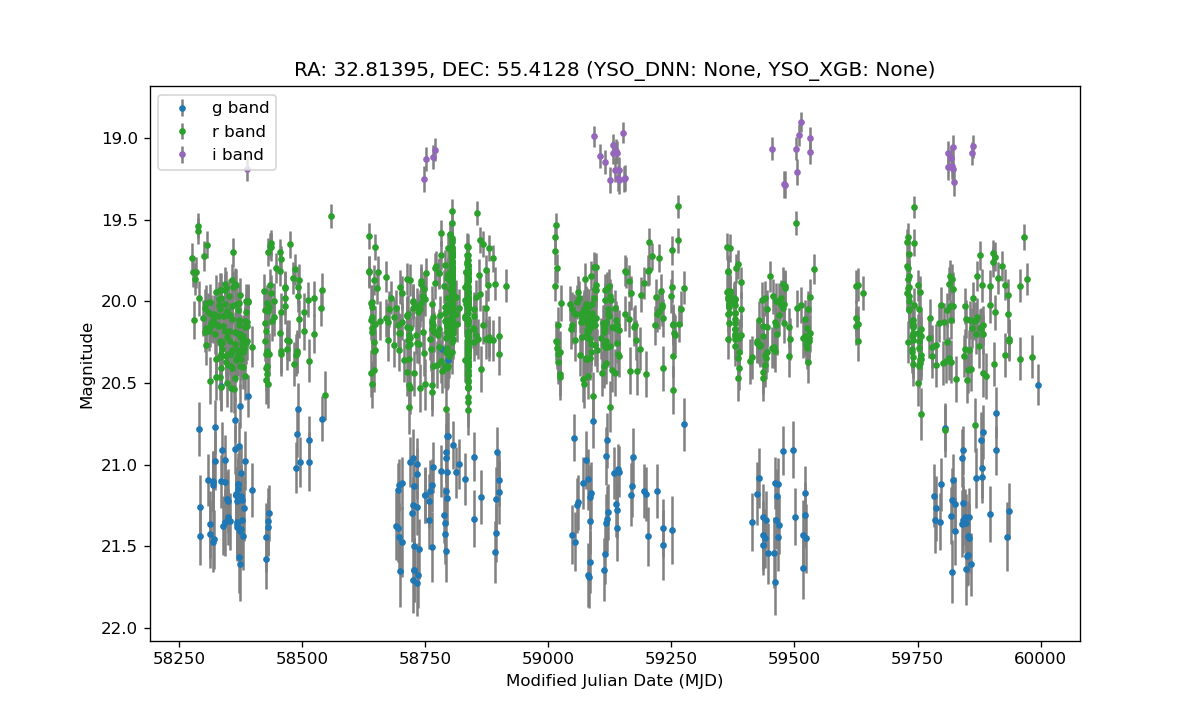 RA: 32.81395, DEC: 55.4128 (YSO_DNN: None, YSO_XGB: None)
g band
r band
i band
19.0
19.5
20.0
20.5
21.0
21.5
22.0
Magnitude
58250 58500 58750 59000 59250 59500 59750 60000
Modified Julian Date (MJD)